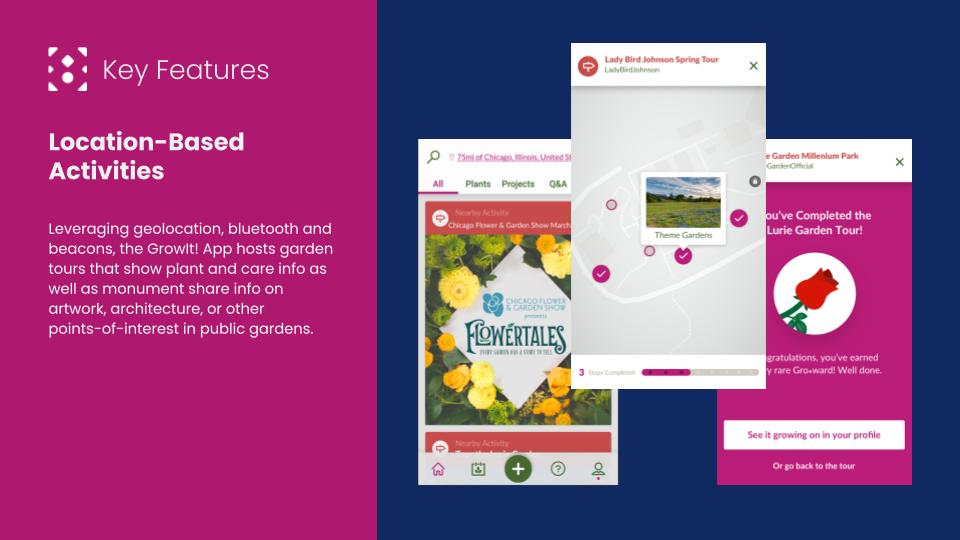 Key Features
Location-Based
Activities
Leveraging geolocation, bluetooth and
beacons, the GrowIt! App hosts garden
tours that show plant and care info as
well as monument share info on
artwork, architecture, or other
points-of-interest in public gardens.
75mi of Chicago, Illinois, United St
All Plants Projects Q&A
Nearby Activity
Chicago Flower & Garden Show March
CHICAGO FLOWER
& GARDEN SHOW
presents
FLOWERTALES
EVERY GARDEN HAS A STORY TO TELL
Nearby Activity
Lady Bird Johnson Spring Tour
LadyBirdJohnson
Theme Gardens
3 Stops Completed
e Garden Millenium Park
GardenOfficial
ou've Completed the
Lurie Garden Tour!
ngratulations, you've earned
ry rare Gro-ward! Well done.
See it growing on in your profile
Or go back to the tour